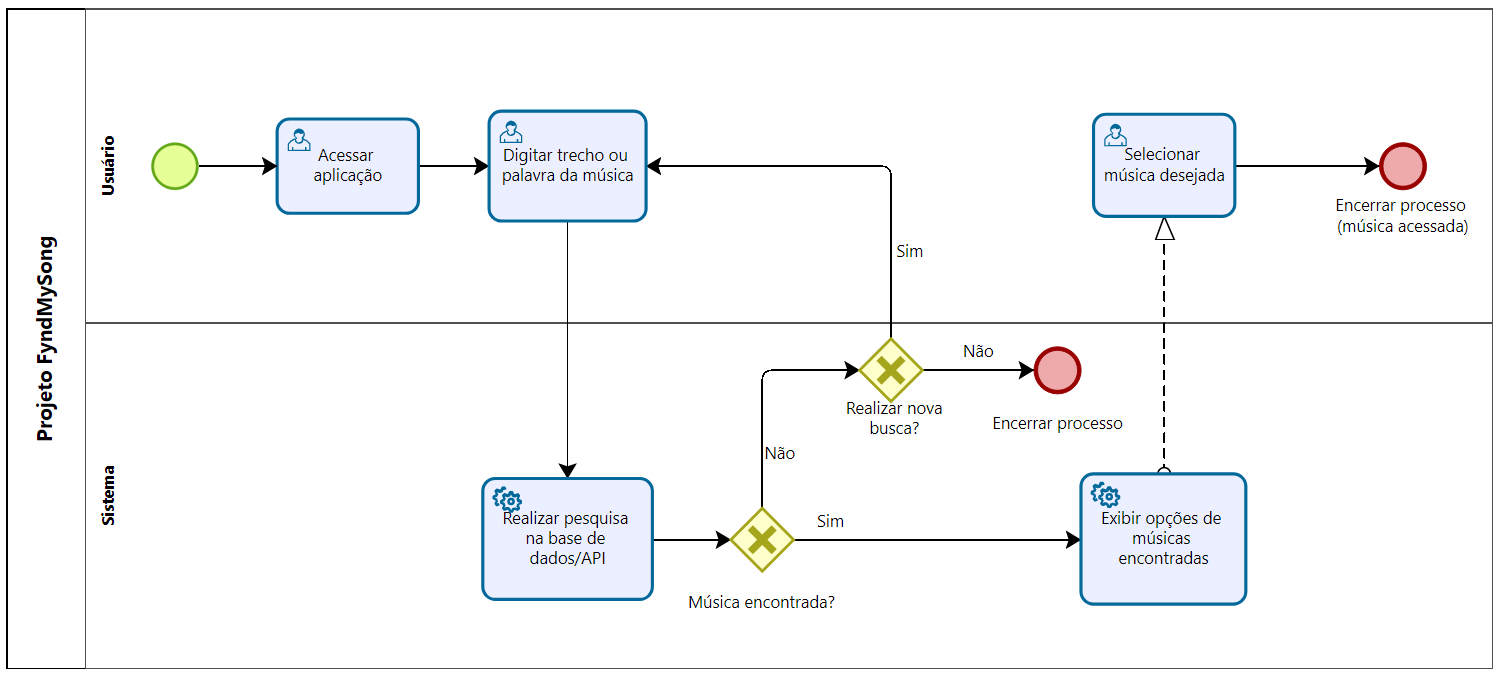 Projeto FyndMySong
Usuário
Acessar
aplicação
Digitar trecho ou
palavra da música
Selecionar
música desejada
Encerrar processo
(música acessada)
Sim
Sistema
Não
Realizar nova
busca?
Encerrar processo
Não
Realizar pesquisa
na base de
dados/API
Sim
Música encontrada?
Exibir opções de
músicas
encontradas